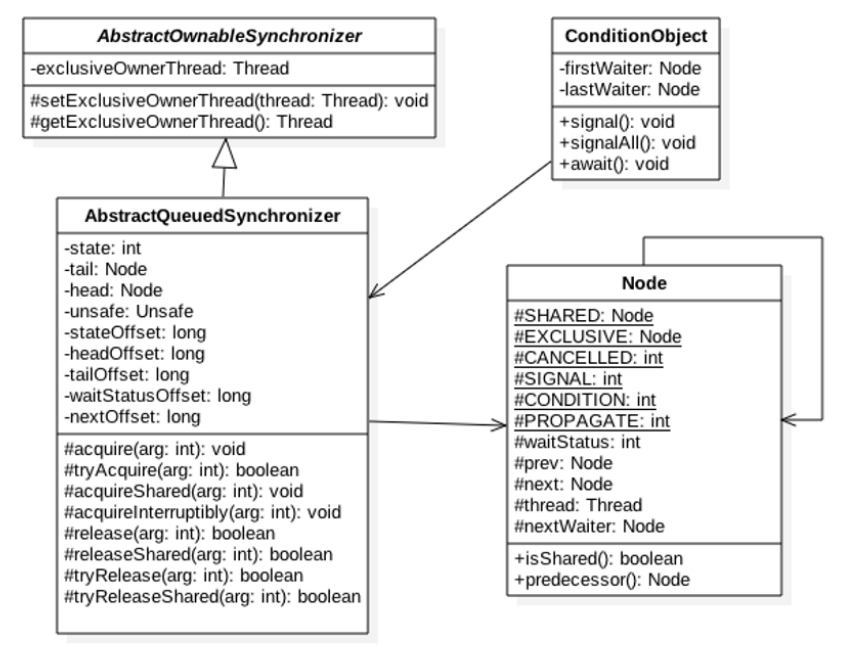 AbstractOwnableSynchronizer
-exclusiveOwnerThread: Thread
#setExclusiveOwnerThread(thread: Thread): void
#getExclusiveOwnerThread(): Thread
ConditionObject
-firstWaiter: Node
-lastWaiter: Node
+signal(): void
+signalAll(): void
+await(): void
AbstractQueuedSynchronizer
-state: int
-tail: Node
-head: Node
-unsafe: Unsafe
-stateOffset: long
-headOffset: long
-tailOffset: long
-waitStatusOffset: long
-nextOffset: long
#acquire(arg: int): void
#tryAcquire(arg: int): boolean
#acquireShared(arg: int): void
#acquireInterruptibly(arg: int): void
#release(arg: int): boolean
#releaseShared(arg: int): boolean
#tryRelease(arg: int): boolean
#tryReleaseShared(arg: int): boolean
Node
#SHARED: Node
#EXCLUSIVE: Node
#CANCELLED: int
#SIGNAL: int
#CONDITION: int
#PROPAGATE: int
#waitStatus: int
#prev: Node
#next: Node
#thread: Thread
#nextWaiter: Node
+isShared(): boolean
+predecessor(): Node